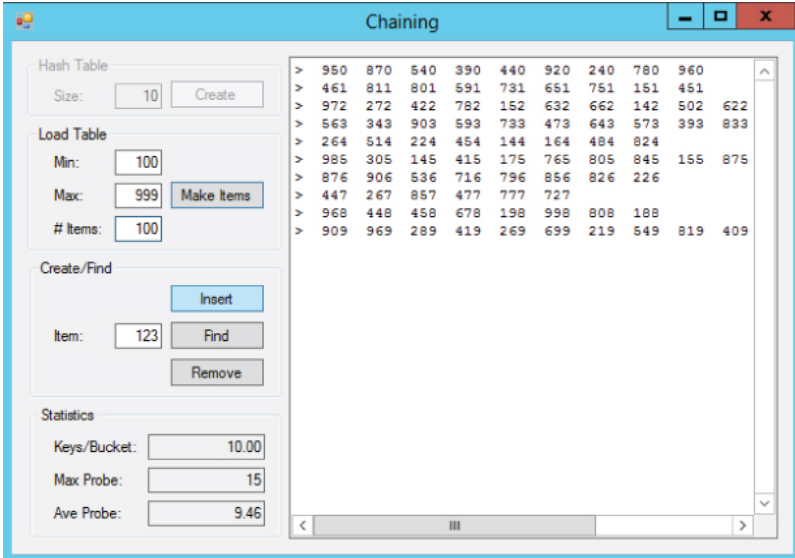 Chaining
Hash Table
Size: 10 Create
Load Table
Min: 100
Max: 999 Make Items
# Items: 100
Create/Find
Insert
Item: 123 Find
Remove
Statistics
Keys/Bucket: 10.00
Max Probe: 15
Ave Probe: 9.46
> 950 870 540 390 440 920 240 780 960
> 461 811 801 591 731 651 751 151 451
> 972 272 422 782 152 632 662 142 502 622
> 563 343 903 593 733 473 643 573 393 833
> 264 514 224 454 144 164 484 824
> 985 305 145 415 175 765 805 845 155 875
> 876 906 536 716 796 856 826 226
> 447 267 857 477 777 727
> 968 448 458 678 198 998 808 188
> 909 969 289 419 269 699 219 549 819 409